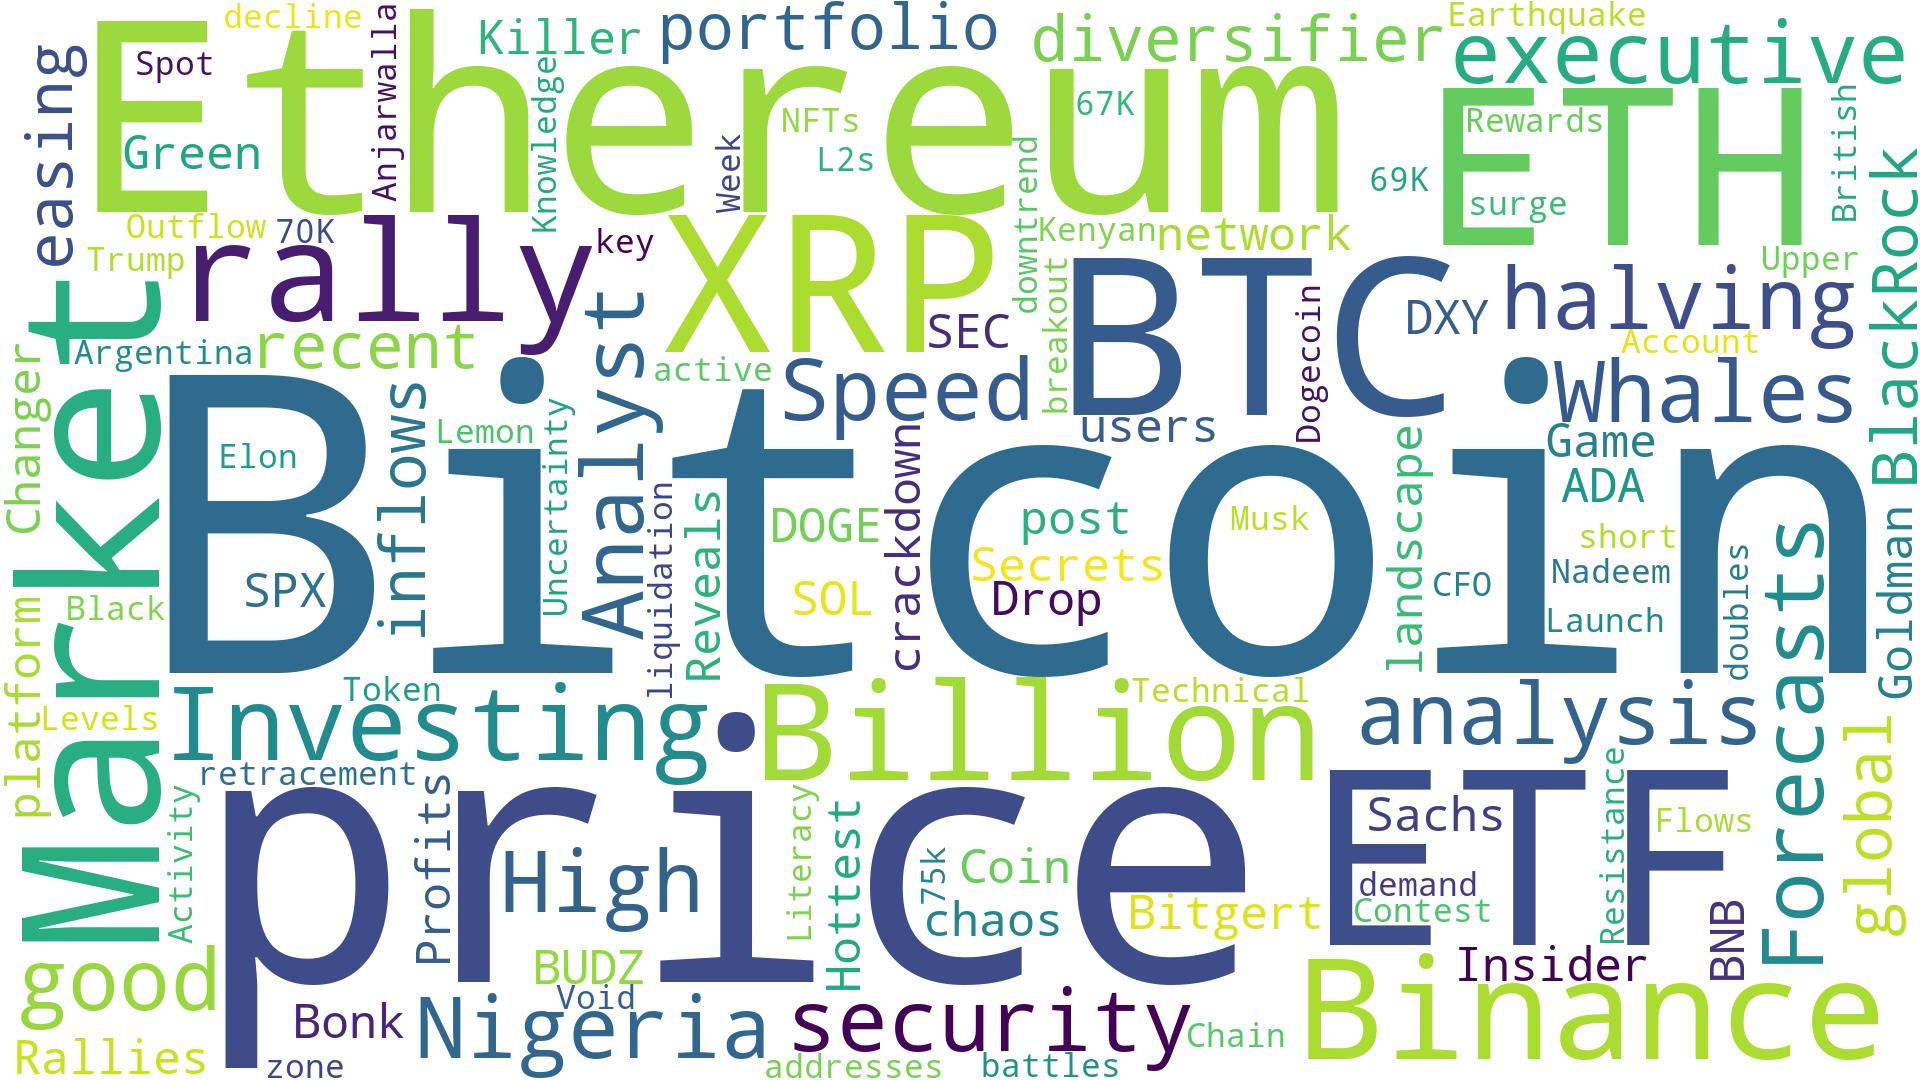 decline
Killer
portfolio
diversifier
Earthquake
executive
Spot
Anjarwalla
Ethereum
Knowledge
NFTs
67K
ETH
Rewards
British
easing
Green
Week
L2s
69K
surge
BlackRock
Outflow
70K
rally
key
XRP
downtrend
Kenyan
network
Upper
Trump
SEC
breakout
BTC
Dogecoin
DXY
halving
Account
Market
Argentina
recent
Analyst
active
Speed
users
Whales
Changer
Bitcoin
Elon
inflows
Lemon
Uncertainty
liquidation
Reveals
DOGE
crackdown
post
Musk
landscape
Game
ADA
short
Secrets
SPX
SOL
Drop
CFO
Nadeem
Launch
doubles
Forecasts
Goldman
Black
platform
Levels
Token
Investing
Billion
Technical
analysis
global
retracement
Activity
price
Profits
High
Literacy
Hottest
75k
Coin
chaos
Bitgert
ETF
Sachs
demand
Contest
Resistance
Flows
BNB
good
BUDZ
Void
Insider
Bonk
Nigeria
security
Chain
Binance
Rallies
zone
addresses
battles